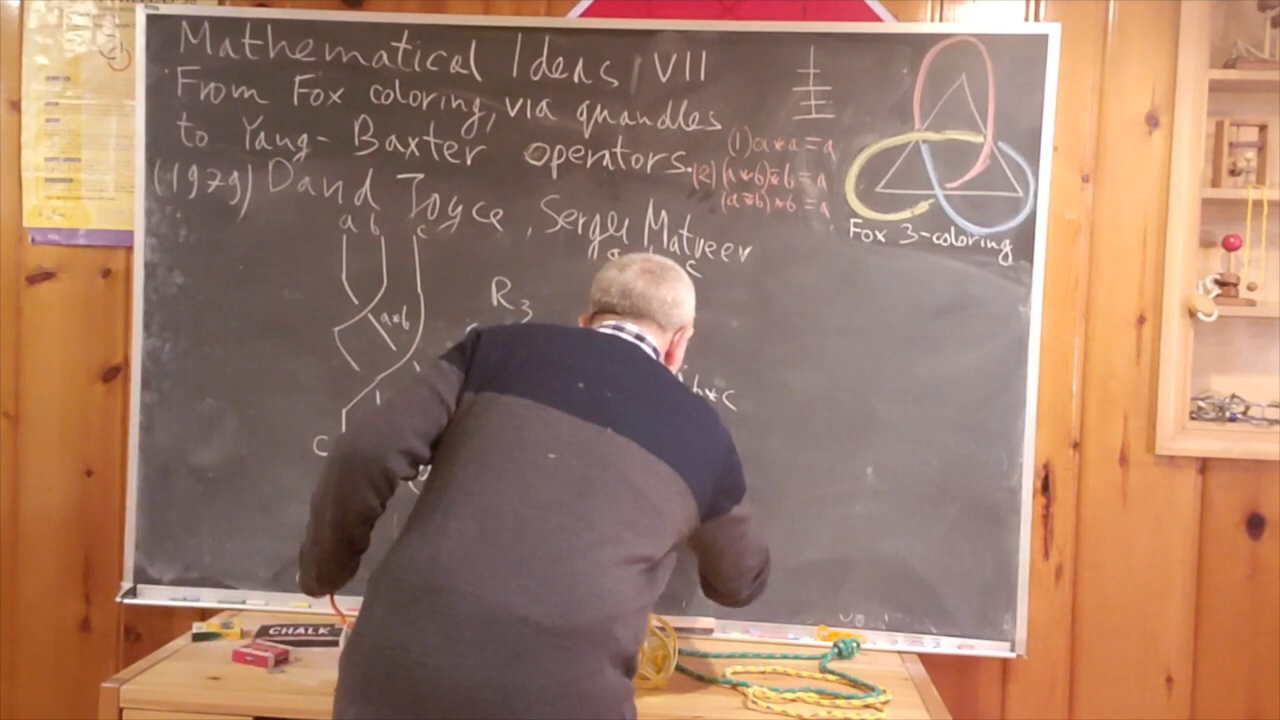 Mathematical Ideas VII
From Fox coloring, via quandles
to Yang-Baxter operators.
(1979) David Joyce, Sergei Matveev
(1) a*a=a
(2) (a*b)*̄b=a
(a*̄b)*b=a
Fox 3-coloring
a b c
a*b
R₃
c
c
b*c
CHALK